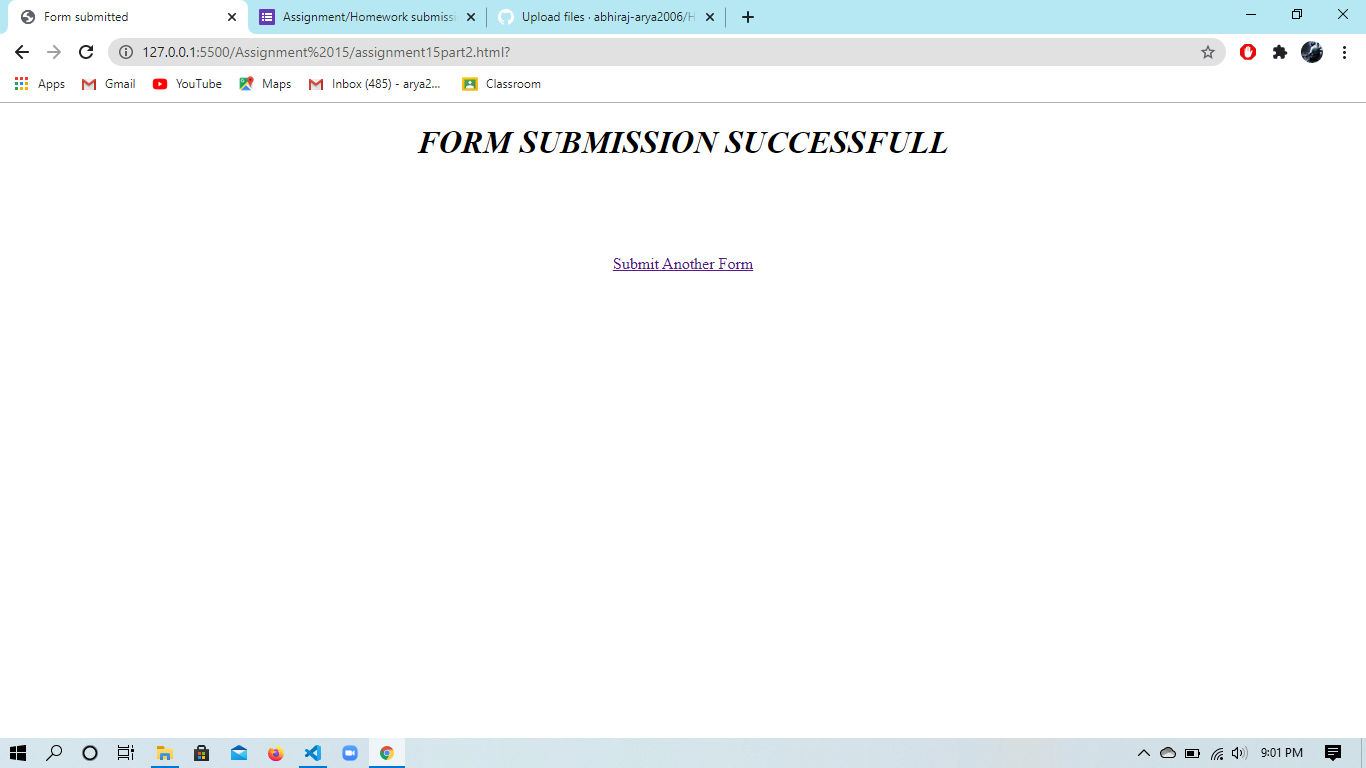 Form submitted
Assignment/Homework submissi
Upload files · abhiraj-arya2006/H
127.0.0.1:5500/Assignment%2015/assignment15part2.html?
Apps
Gmail
YouTube
Maps
Inbox (485) - arya2...
Classroom
FORM SUBMISSION SUCCESSFULL
Submit Another Form
9:01 PM